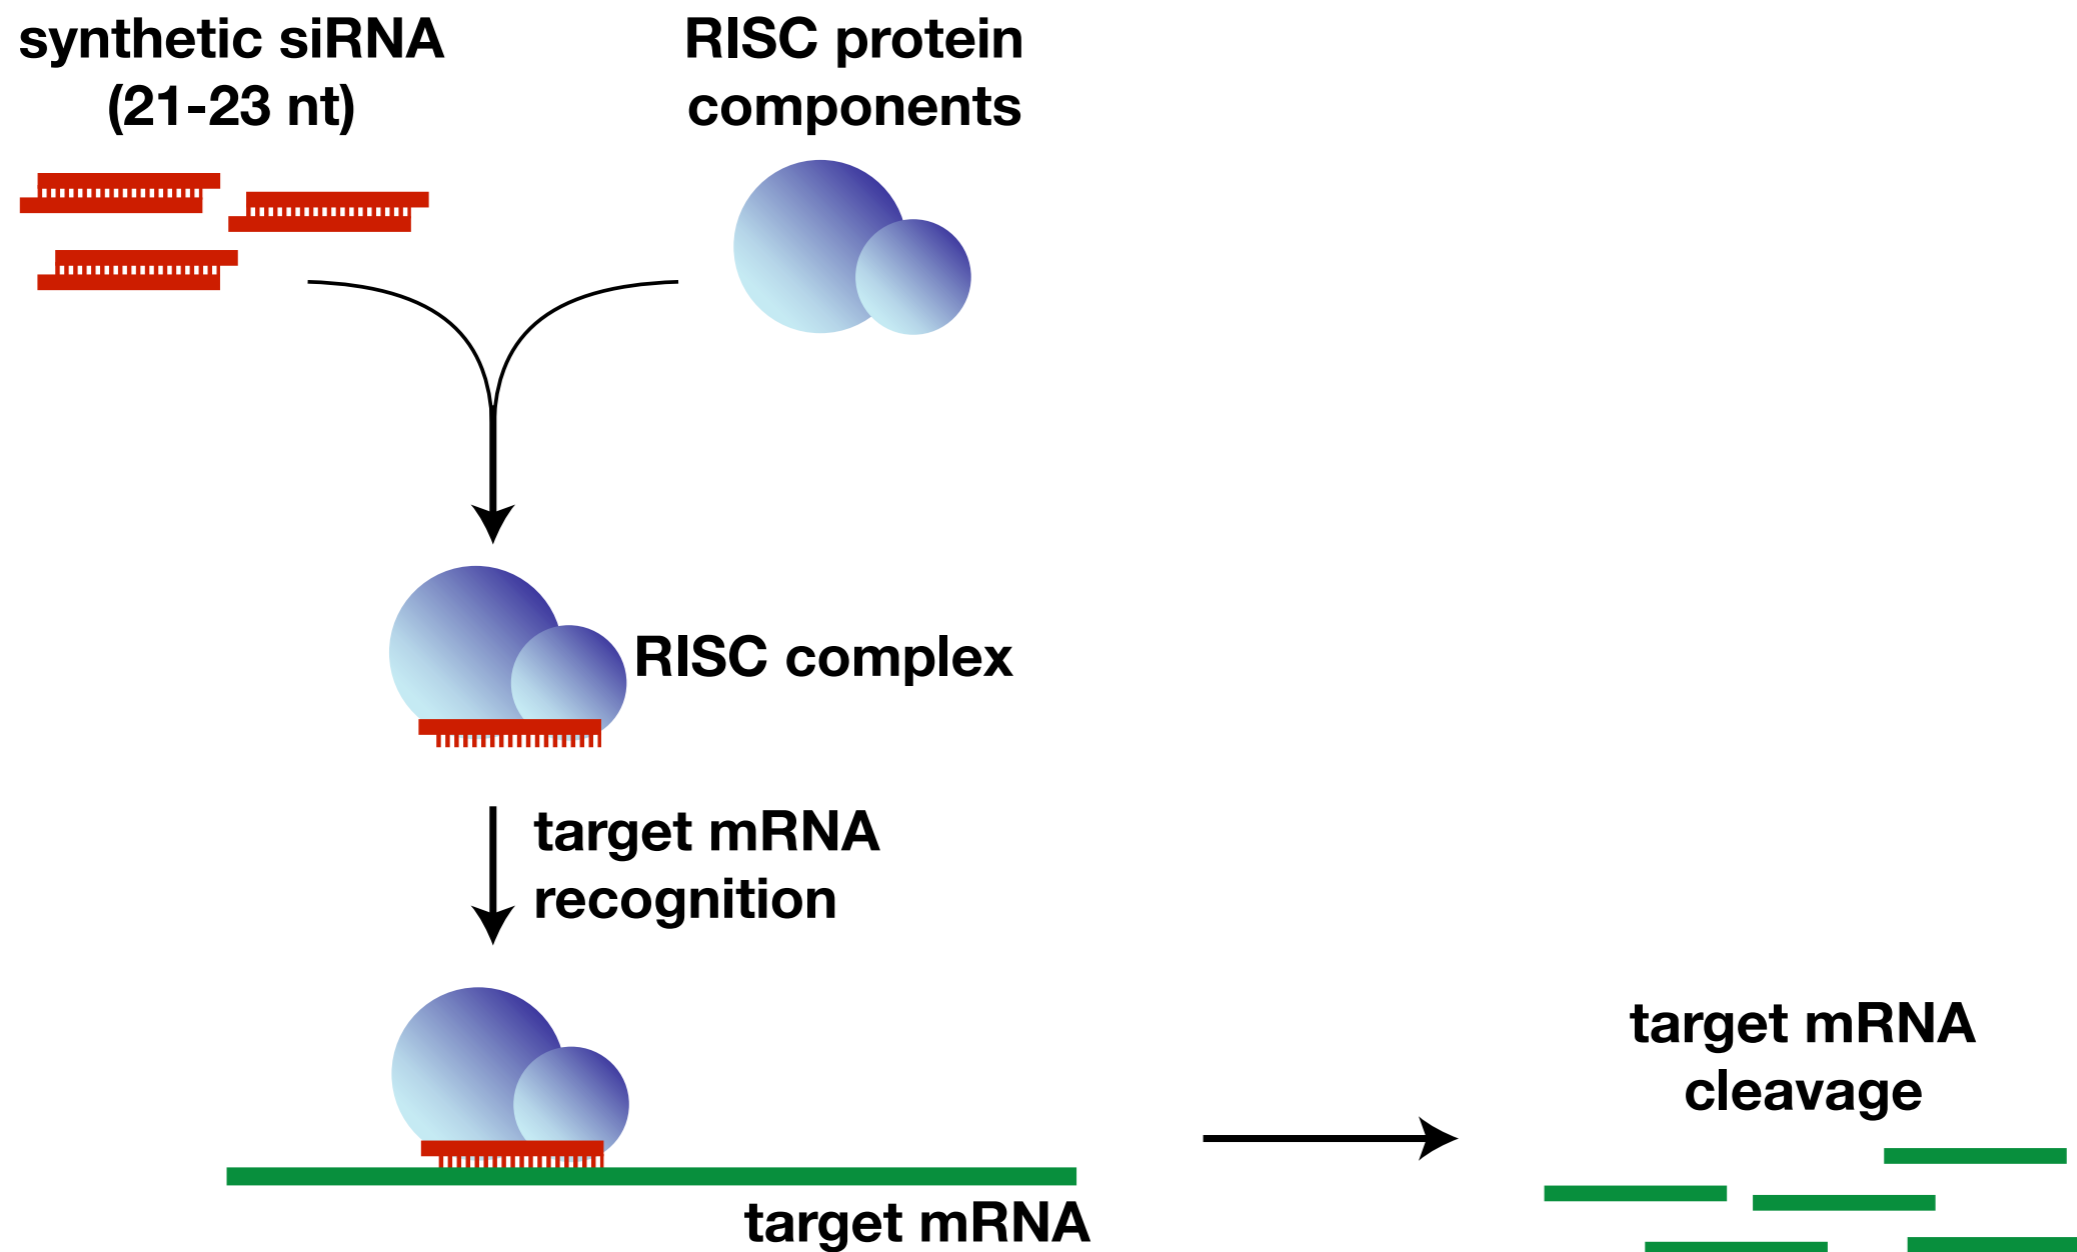 synthetic siRNA
(21-23 nt)
RISC protein
components
RISC complex
target mRNA
recognition
target mRNA
cleavage
target mRNA